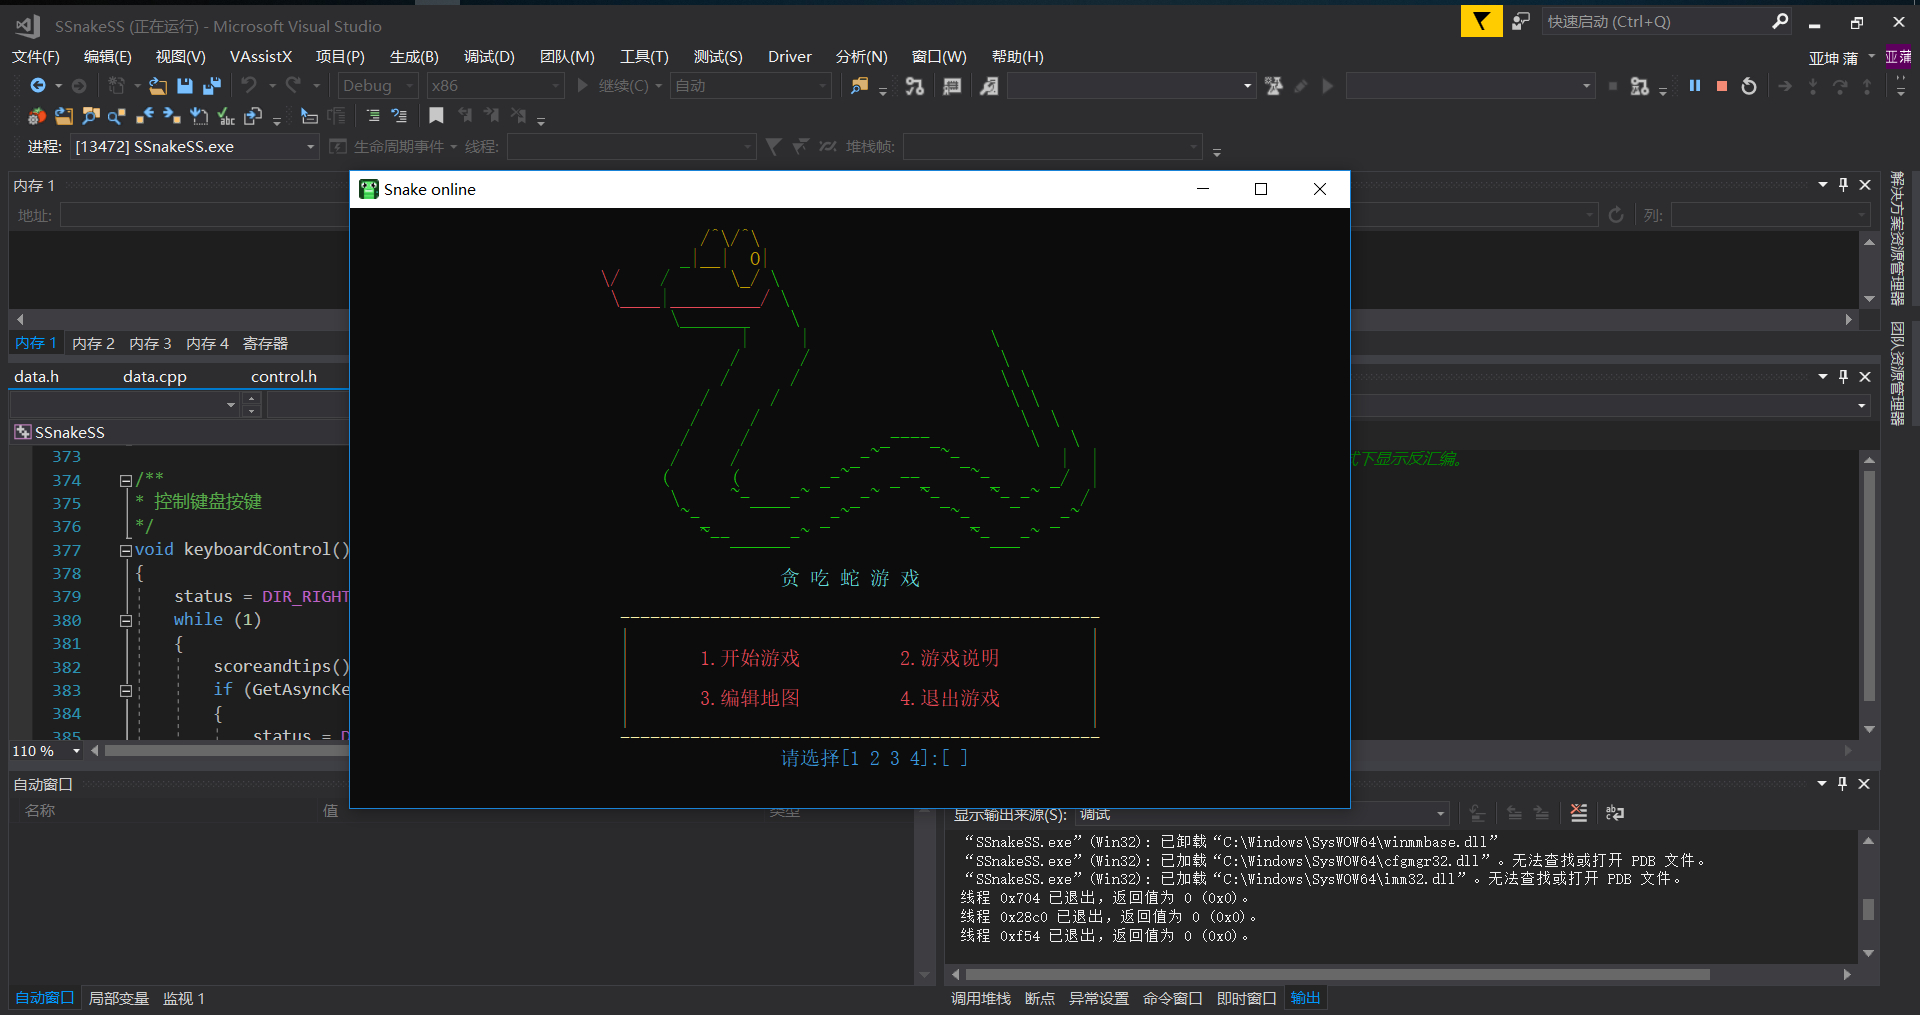 SSnakeSS (正在运行) - Microsoft Visual Studio
快速启动 (Ctrl+Q)
文件(F) 编辑(E) 视图(V) VAssistX 项目(P) 生成(B) 调试(D) 团队(M) 工具(T) 测试(S) Driver 分析(N) 窗口(W) 帮助(H)
亚坤 蒲 亚蒲
Debug x86 继续(C) 自动
进程: [13472] SSnakeSS.exe 生命周期事件 线程: 堆栈帧:
内存 1
Snake online
地址: 列:
解决方案资源管理器
团队资源管理器
内存 1 内存 2 内存 3 内存 4 寄存器
data.h data.cpp control.h
SSnakeSS
373
374 /**
375 * 控制键盘按键
376 */
377 void keyboardControl()
378 {
379 status = DIR_RIGHT
380 while (1)
381 {
382 scoreandtips()
383 if (GetAsyncKe
384 {
385 status = D
式下显示反汇编。
110 %
贪 吃 蛇 游 戏
1.开始游戏 2.游戏说明
3.编辑地图 4.退出游戏
请选择[1 2 3 4]:[ ]
自动窗口
名称 值 类型
显示输出来源(S): 调试
“SSnakeSS.exe”(Win32): 已卸载“C:\Windows\SysWOW64\winmmbase.dll”
“SSnakeSS.exe”(Win32): 已加载“C:\Windows\SysWOW64\cfgmgr32.dll”。无法查找或打开 PDB 文件。
“SSnakeSS.exe”(Win32): 已加载“C:\Windows\SysWOW64\imm32.dll”。无法查找或打开 PDB 文件。
线程 0x704 已退出，返回值为 0 (0x0)。
线程 0x28c0 已退出，返回值为 0 (0x0)。
线程 0xf54 已退出，返回值为 0 (0x0)。
自动窗口 局部变量 监视 1
调用堆栈 断点 异常设置 命令窗口 即时窗口 输出